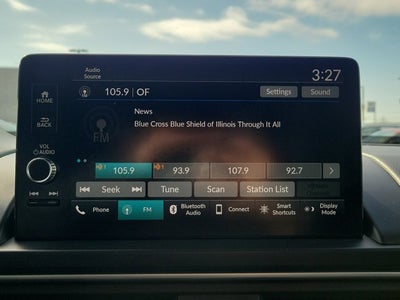 Audio
Source
3:27
105.9 | OF
Settings
Sound
HOME
BACK
VOL
AUDIO
FM
News
Blue Cross Blue Shield of Illinois Through It All
105.9
93.9
107.9
92.7
Seek
Tune
Scan
Station List
Phone
FM
Bluetooth
Audio
Connect
Smart
Shortcuts
Display
Mode